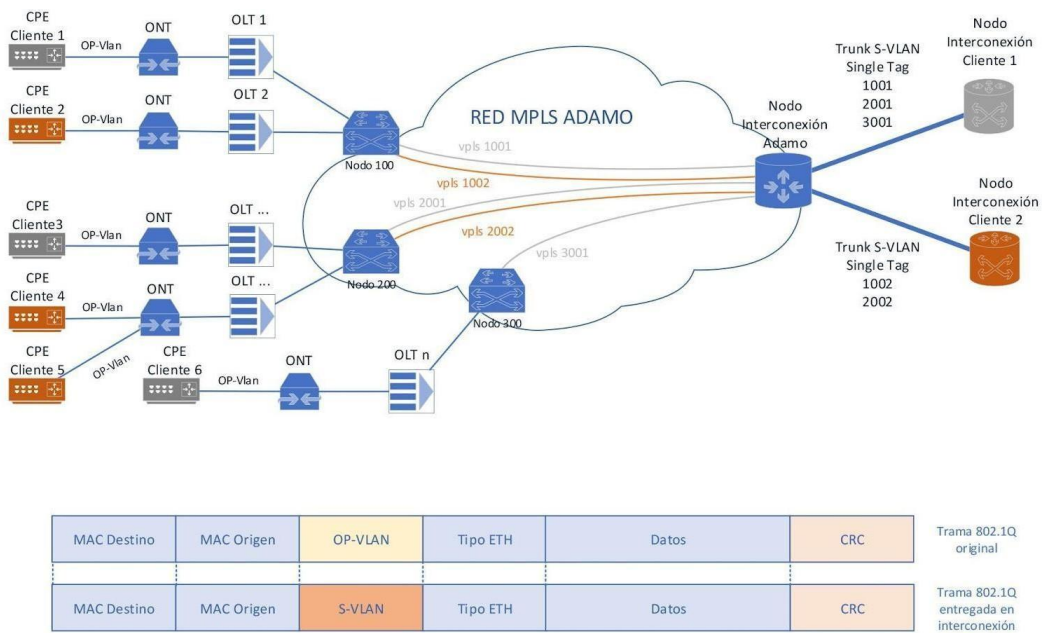 CPE
Cliente 1
OP-Vlan
ONT
OLT 1
CPE
Cliente 2
OP-Vlan
ONT
OLT 2
Nodo 100
RED MPLS ADAMO
vpls 1001
vpls 1002
vpls 2001
vpls 2002
vpls 3001
Nodo
Interconexión
Adamo
Trunk S-VLAN
Single Tag
1001
2001
3001
Nodo
Interconexión
Cliente 1
Trunk S-VLAN
Single Tag
1002
2002
Nodo
Interconexión
Cliente 2
CPE
Cliente3
OP-Vlan
ONT
OLT ...
Nodo 200
CPE
Cliente 4
OP-Vlan
ONT
OLT ...
CPE
Cliente 5
OP-Vlan
CPE
Cliente 6
OP-Vlan
ONT
OLT n
Nodo 300
MAC Destino
MAC Origen
OP-VLAN
Tipo ETH
Datos
CRC
Trama 802.1Q
original
MAC Destino
MAC Origen
S-VLAN
Tipo ETH
Datos
CRC
Trama 802.1Q
entregada en
interconexión